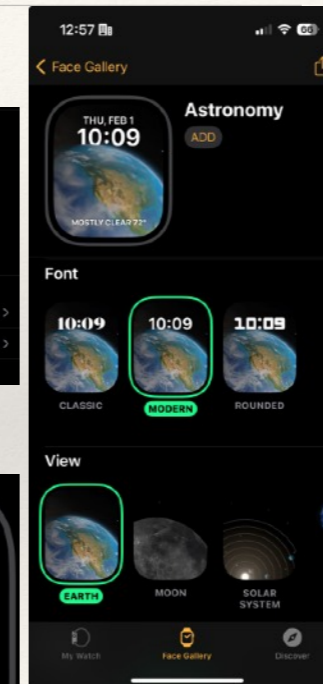 12:57
60
Face Gallery
Astronomy
THU, FEB 1
10:09
ADD
MOSTLY CLEAR 72°
Font
10:09
10:09
10:09
CLASSIC
MODERN
ROUNDED
View
EARTH
MOON
SOLAR
SYSTEM
My Watch
Face Gallery
Discover